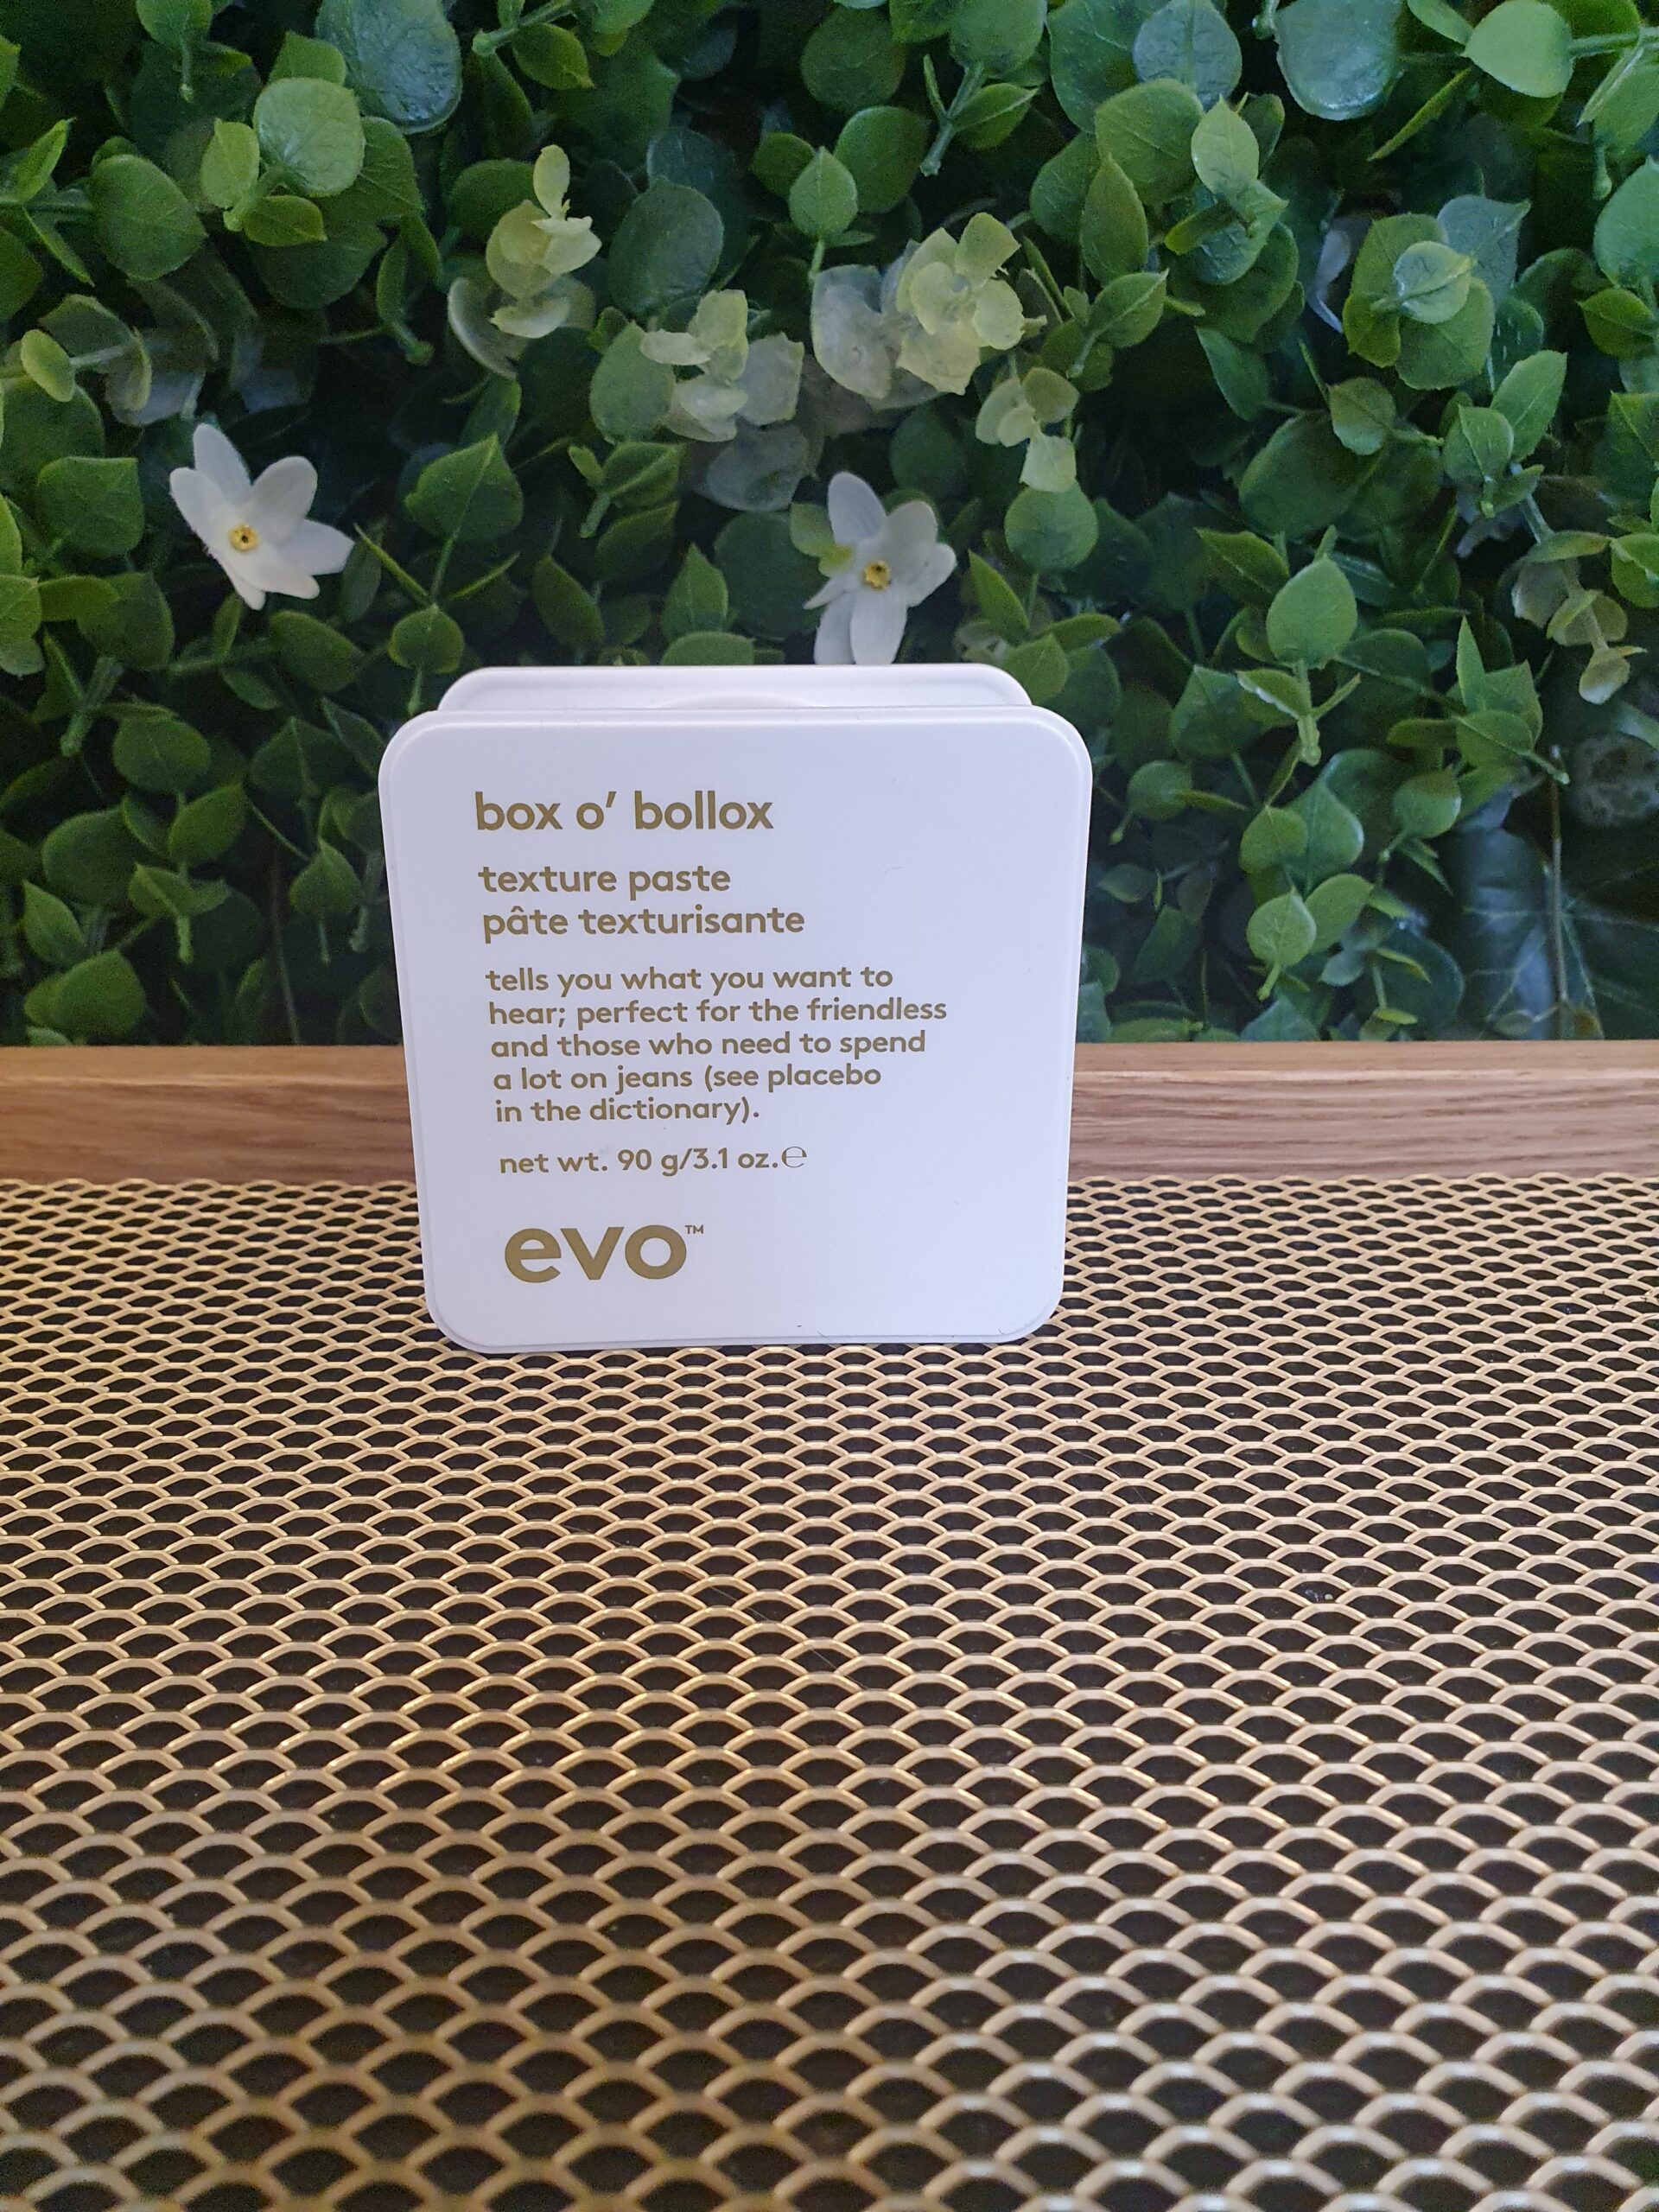 box o' bollox
texture paste
pâte texturisante
tells you what you want to
hear; perfect for the friendless
and those who need to spend
a lot on jeans (see placebo
in the dictionary).
net wt. 90 g/3.1 oz.℮
evo™